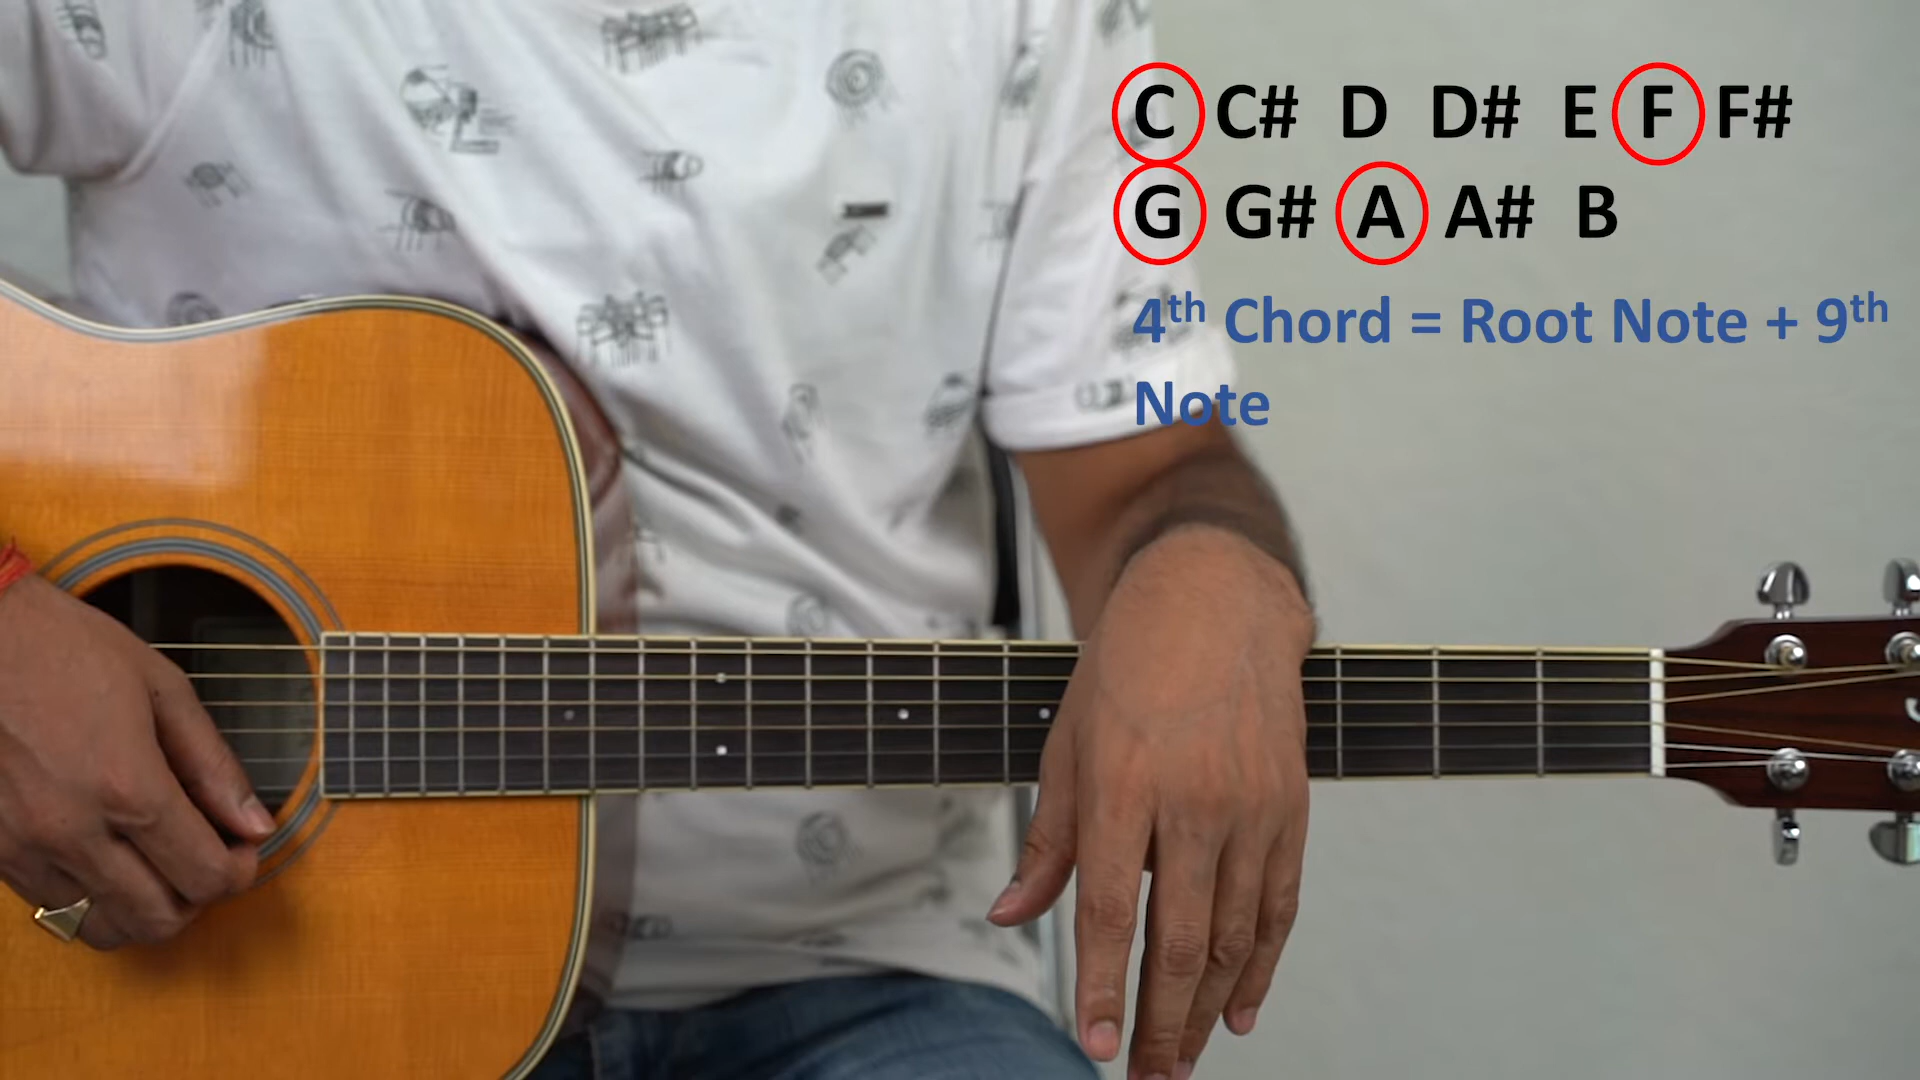 C C# D D# E F F#
G G# A A# B
4th Chord = Root Note + 9th
Note